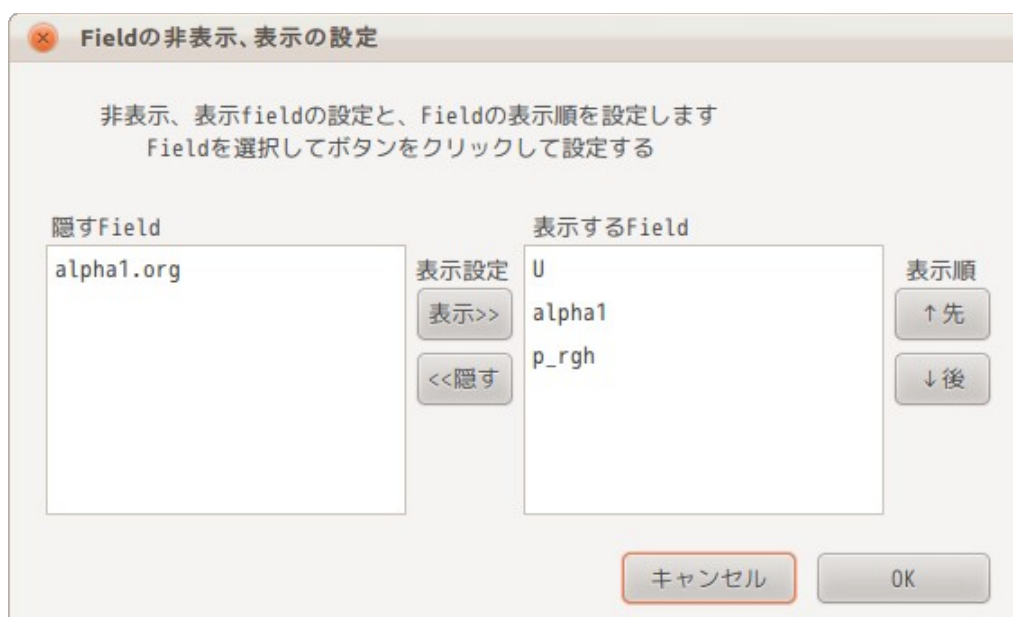 Fieldの非表示、表示の設定
非表示、表示fieldの設定と、Fieldの表示順を設定します
Fieldを選択してボタンをクリックして設定する
隠すField
表示するField
alpha1.org
表示設定
U
表示順
表示>>
alpha1
↑先
<<隠す
p_rgh
↓後
キャンセル
OK